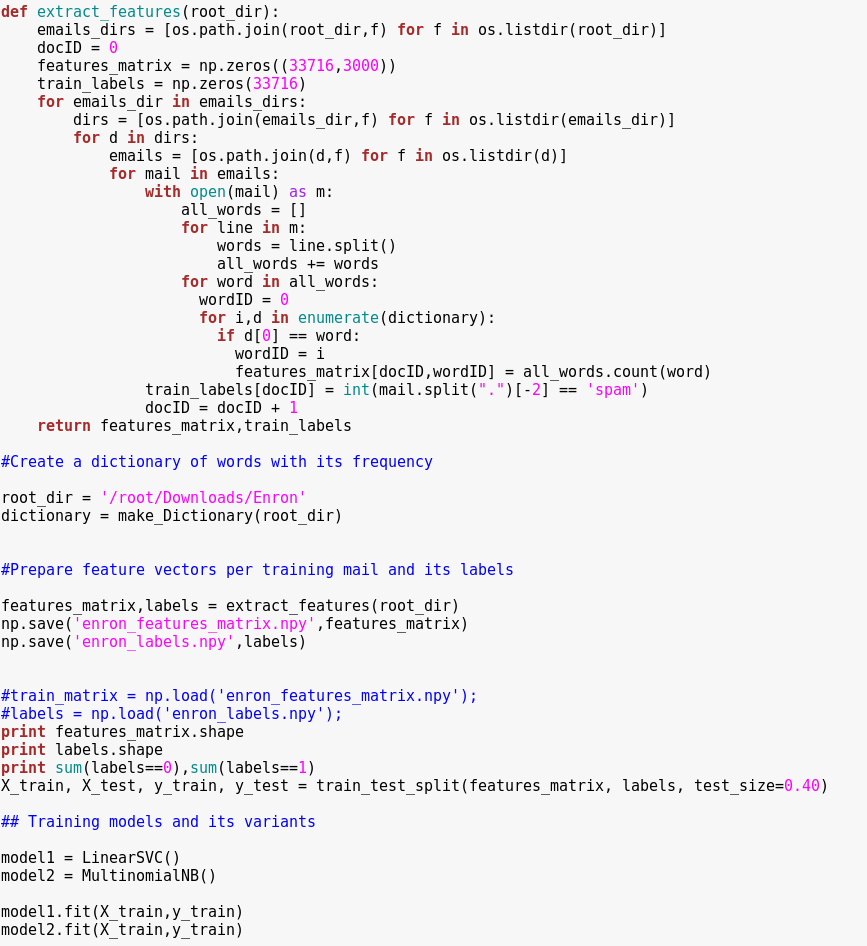 def extract_features(root_dir):
    emails_dirs = [os.path.join(root_dir,f) for f in os.listdir(root_dir)]
    docID = 0
    features_matrix = np.zeros((33716,3000))
    train_labels = np.zeros(33716)
    for emails_dir in emails_dirs:
        dirs = [os.path.join(emails_dir,f) for f in os.listdir(emails_dir)]
        for d in dirs:
            emails = [os.path.join(d,f) for f in os.listdir(d)]
            for mail in emails:
                with open(mail) as m:
                    all_words = []
                    for line in m:
                        words = line.split()
                        all_words += words
                    for word in all_words:
                      wordID = 0
                      for i,d in enumerate(dictionary):
                        if d[0] == word:
                          wordID = i
                          features_matrix[docID,wordID] = all_words.count(word)
                train_labels[docID] = int(mail.split(".")[-2] == 'spam')
                docID = docID + 1
    return features_matrix,train_labels

#Create a dictionary of words with its frequency

root_dir = '/root/Downloads/Enron'
dictionary = make_Dictionary(root_dir)


#Prepare feature vectors per training mail and its labels

features_matrix,labels = extract_features(root_dir)
np.save('enron_features_matrix.npy',features_matrix)
np.save('enron_labels.npy',labels)


#train_matrix = np.load('enron_features_matrix.npy');
#labels = np.load('enron_labels.npy');
print features_matrix.shape
print labels.shape
print sum(labels==0),sum(labels==1)
X_train, X_test, y_train, y_test = train_test_split(features_matrix, labels, test_size=0.40)

## Training models and its variants

model1 = LinearSVC()
model2 = MultinomialNB()

model1.fit(X_train,y_train)
model2.fit(X_train,y_train)